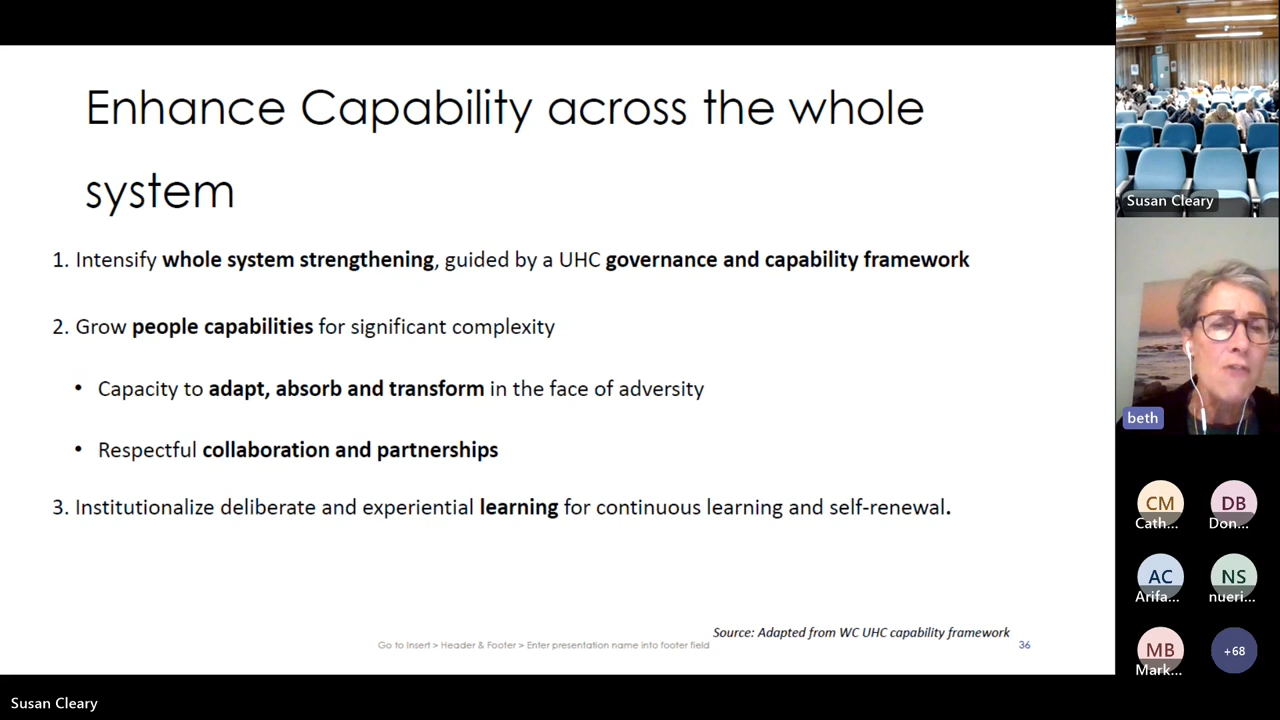 Enhance Capability across the whole
system
1. Intensify whole system strengthening, guided by a UHC governance and capability framework
2. Grow people capabilities for significant complexity
• Capacity to adapt, absorb and transform in the face of adversity
• Respectful collaboration and partnerships
3. Institutionalize deliberate and experiential learning for continuous learning and self-renewal.
Source: Adapted from WC UHC capability framework
Go to Insert > Header & Footer > Enter presentation name into footer field
36
Susan Cleary
beth
CM
Cath...
DB
Don...
AC
Arifa...
NS
nueri...
MB
Mark...
+68
Susan Cleary